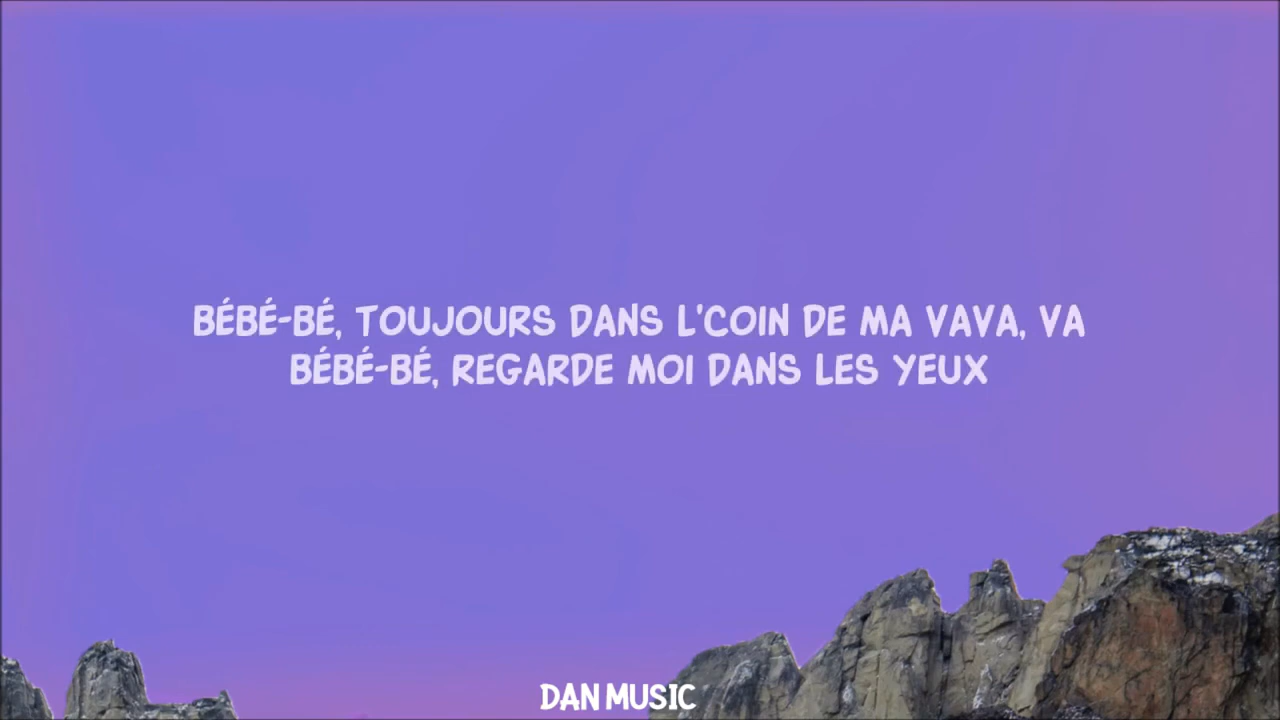 BÉBÉ-BÉ, TOUJOURS DANS L'COIN DE MA VAVA, VA
BÉBÉ-BÉ, REGARDE MOI DANS LES YEUX
DAN MUSIC